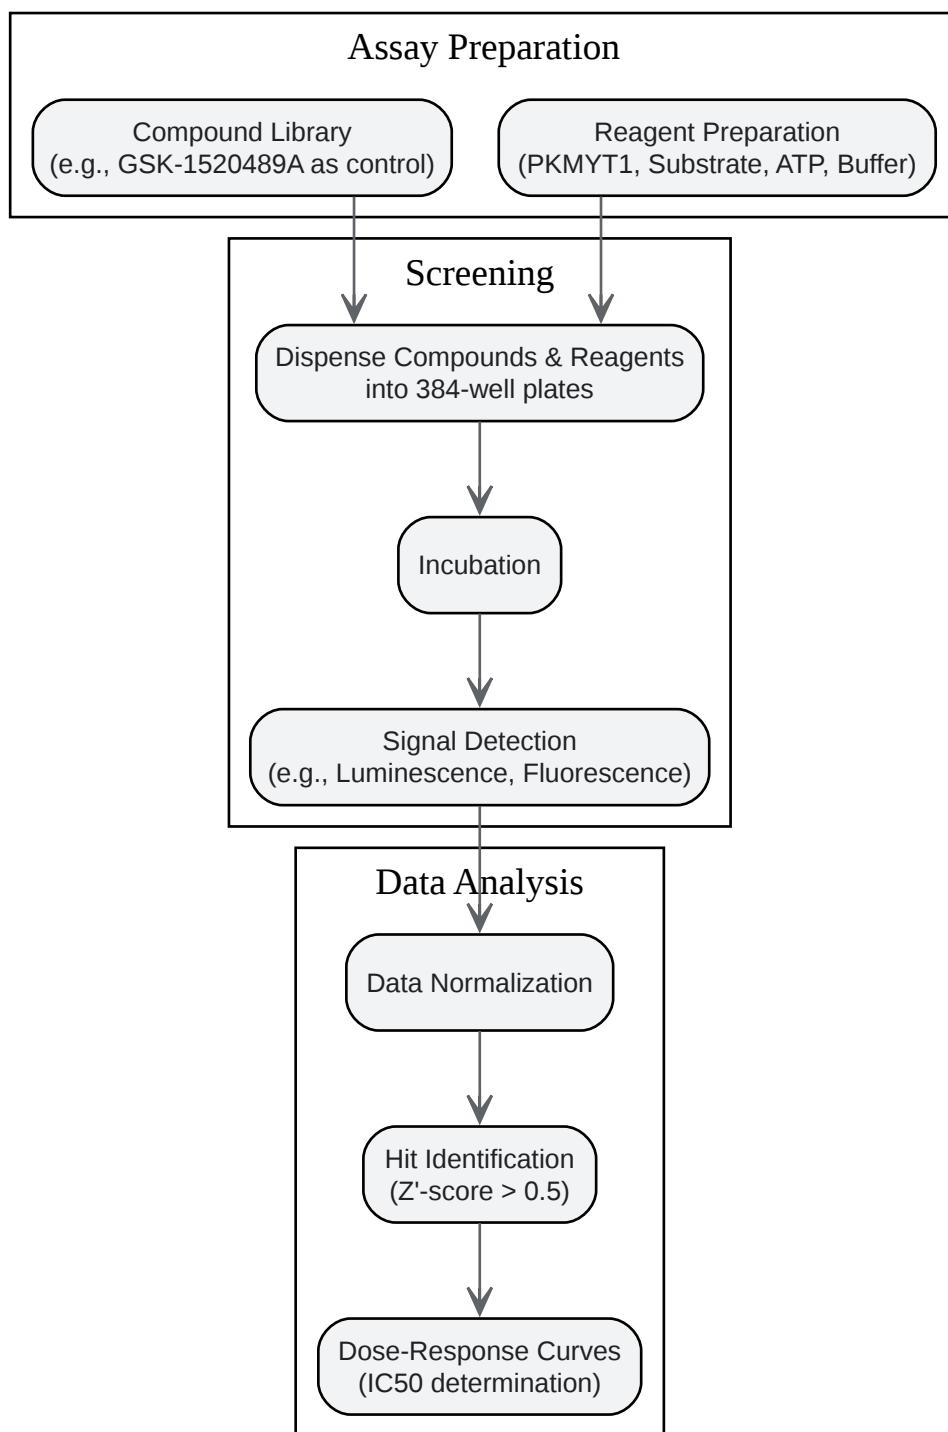 Assay Preparation
Compound Library
(e.g., GSK-1520489A as control)
Reagent Preparation
(PKMYT1, Substrate, ATP, Buffer)
Screening
Dispense Compounds & Reagents
into 384-well plates
Incubation
Signal Detection
(e.g., Luminescence, Fluorescence)
Data Analysis
Data Normalization
Hit Identification
(Z'-score > 0.5)
Dose-Response Curves
(IC50 determination)